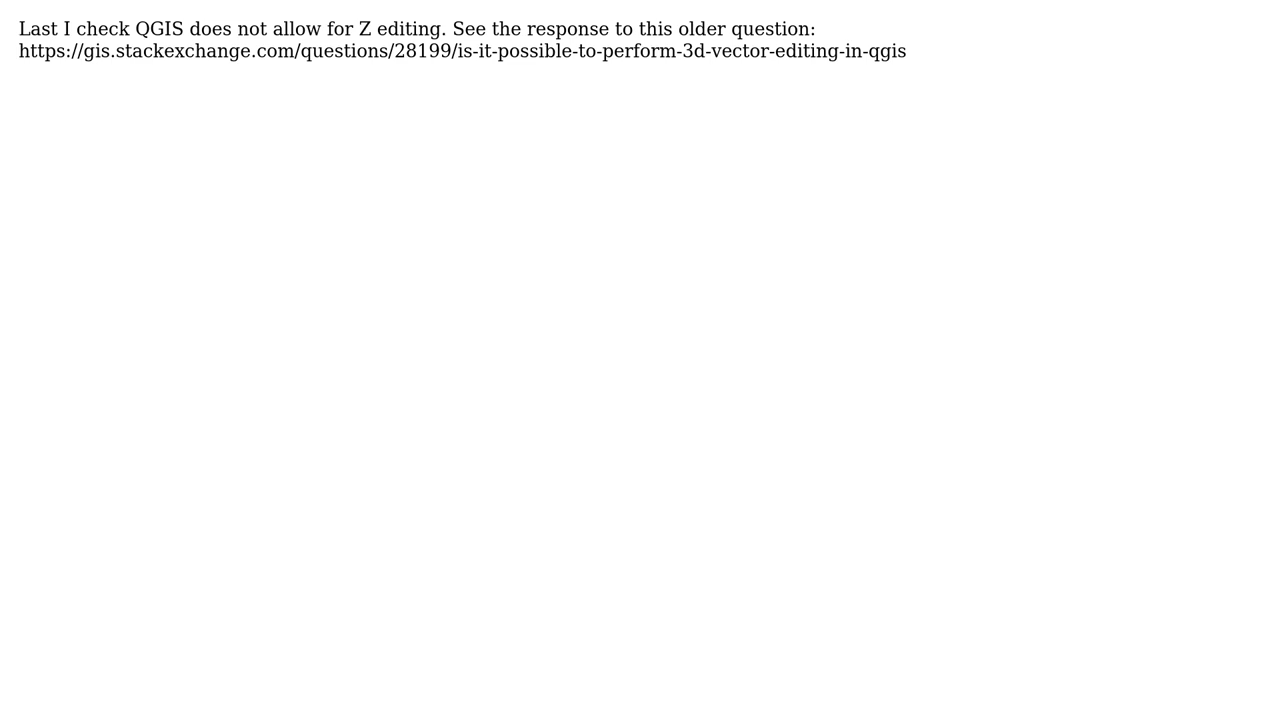 Last I check QGIS does not allow for Z editing. See the response to this older question:
https://gis.stackexchange.com/questions/28199/is-it-possible-to-perform-3d-vector-editing-in-qgis